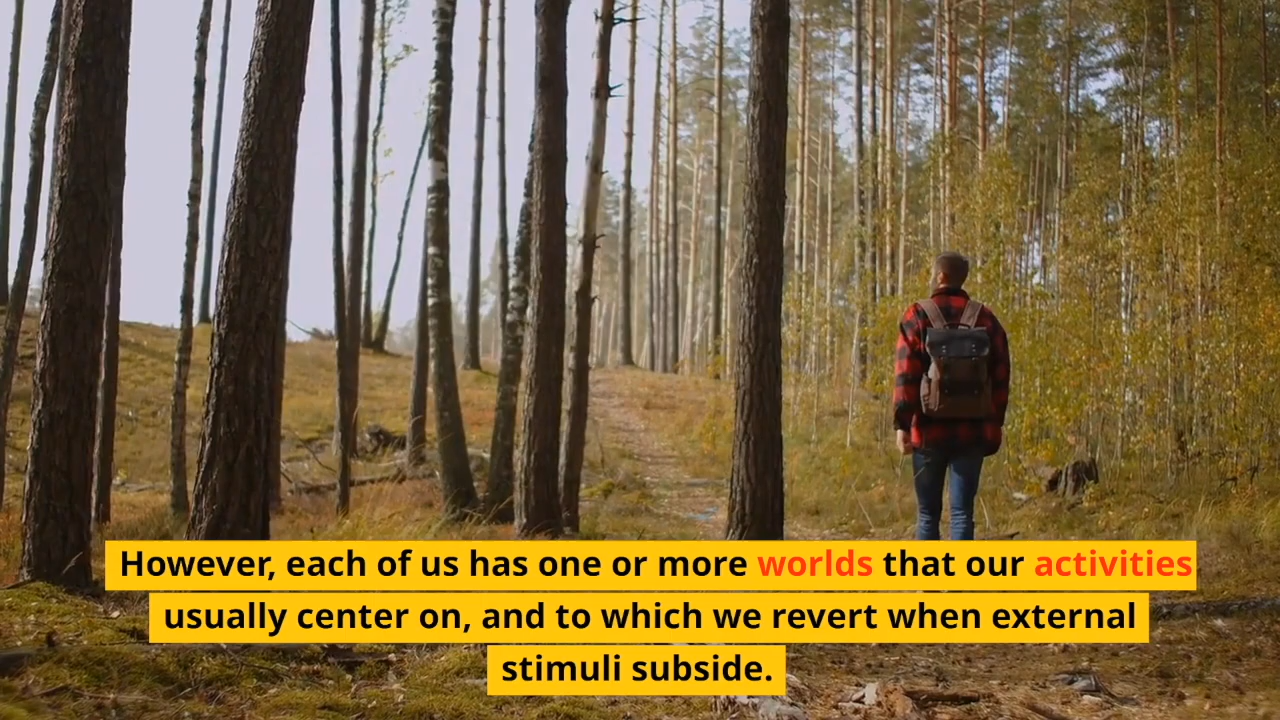 However, each of us has one or more worlds that our activities
usually center on, and to which we revert when external
stimuli subside.